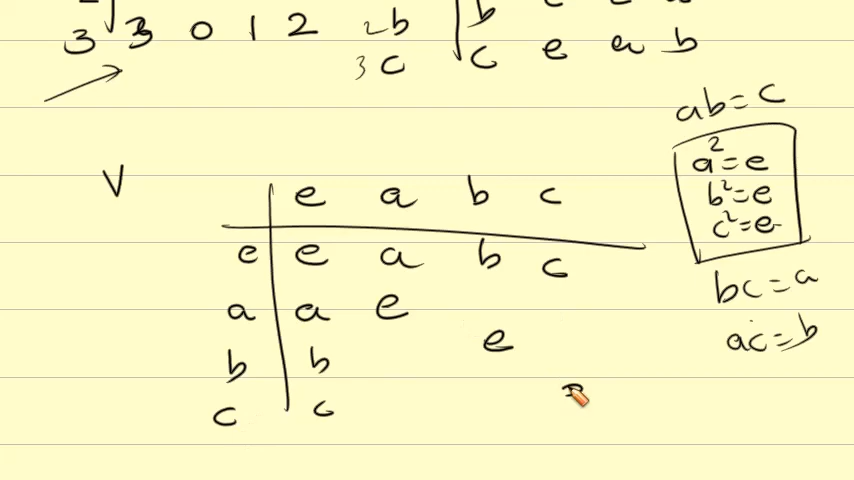 3 3 0 1 2 2b b
3c c e a b
ab=c
a²=e
b²=e
c²=e
bc=a
ac=b
V
e a b c
e e a b c
a a e
e
b b
c c